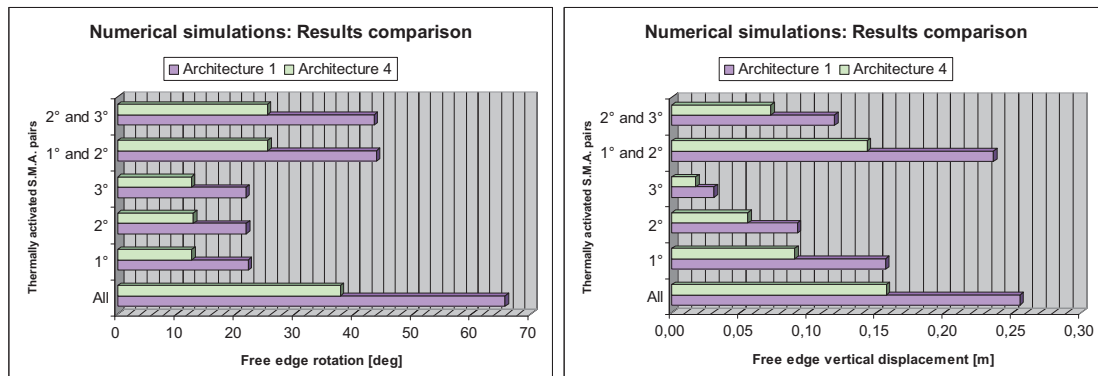 Numerical simulations: Results comparison
Architecture 1 Architecture 4
Thermally activated S.M.A. pairs
2° and 3°
1° and 2°
3°
2°
1°
All
0 10 20 30 40 50 60 70
Free edge rotation [deg]
Numerical simulations: Results comparison
Architecture 1 Architecture 4
Thermally activated S.M.A. pairs
2° and 3°
1° and 2°
3°
2°
1°
All
0,00 0,05 0,10 0,15 0,20 0,25 0,30
Free edge vertical displacement [m]